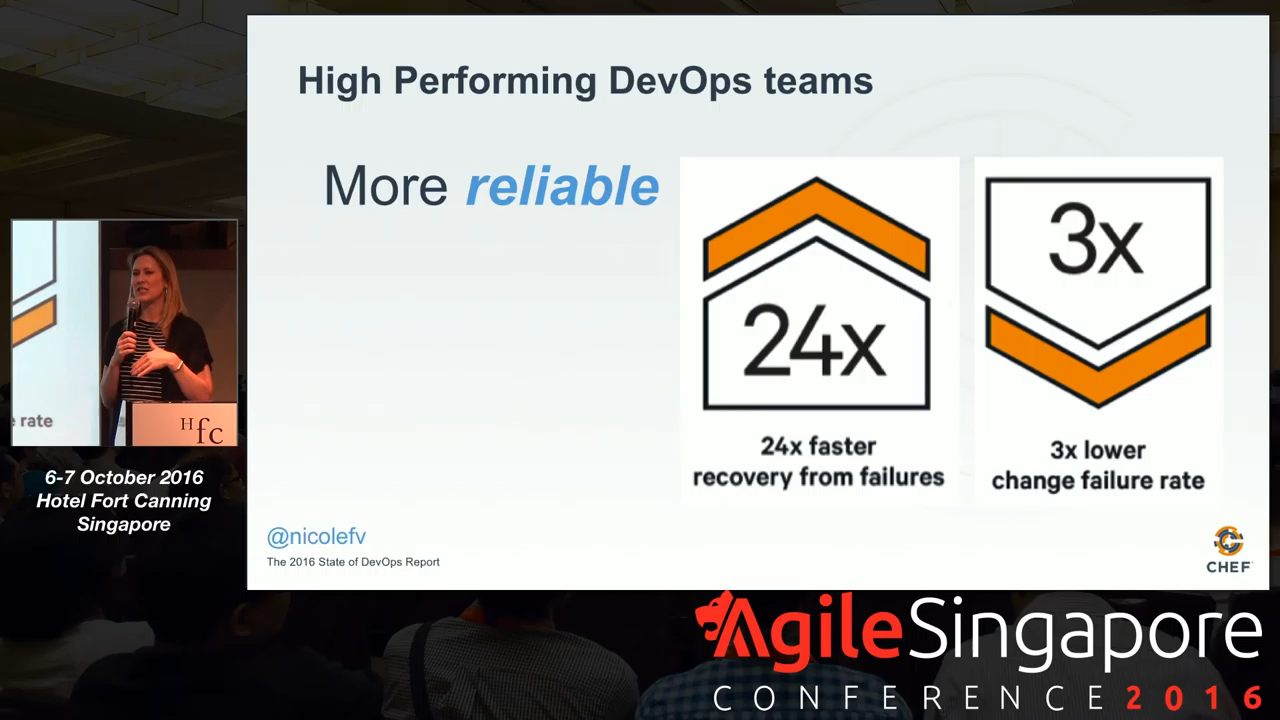 High Performing DevOps teams
More reliable
24x
24x faster
recovery from failures
3x
3x lower
change failure rate
e rate
Hfc
6-7 October 2016
Hotel Fort Canning
Singapore
@nicolefv
The 2016 State of DevOps Report
CHEF
AgileSingapore
CONFERENCE 2016